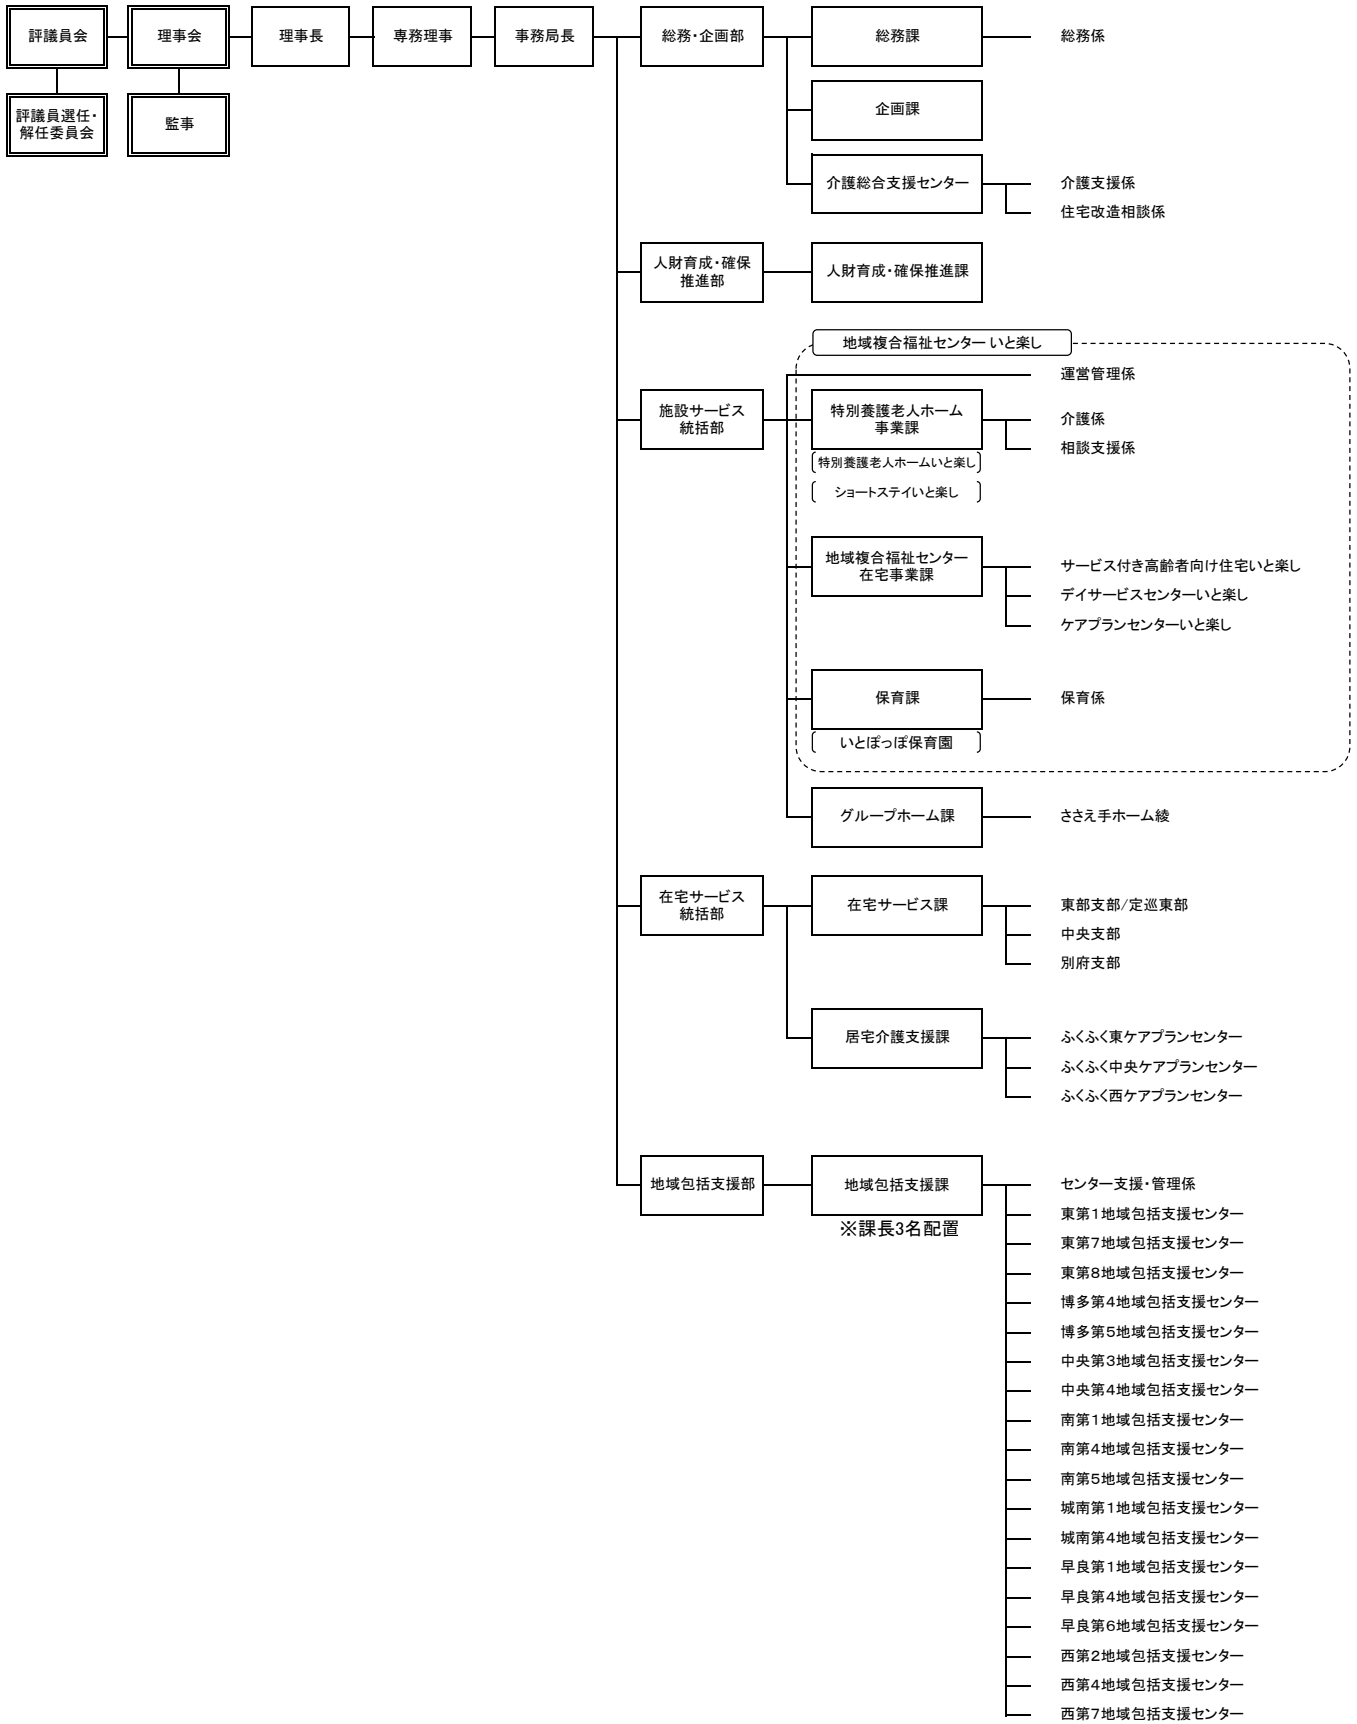 評議員会
理事会
理事長
専務理事
事務局長
総務・企画部
総務課
総務係
評議員選任・
解任委員会
監事
企画課
介護総合支援センター
介護支援係
住宅改造相談係
人財育成・確保
推進部
人財育成・確保推進課
地域複合福祉センター いと楽し
運営管理係
施設サービス
統括部
特別養護老人ホーム
事業課
介護係
相談支援係
特別養護老人ホームいと楽し
ショートステイいと楽し
地域複合福祉センター
在宅事業課
サービス付き高齢者向け住宅いと楽し
デイサービスセンターいと楽し
ケアプランセンターいと楽し
保育課
保育係
いとぽっぽ保育園
グループホーム課
ささえ手ホーム綾
在宅サービス
統括部
在宅サービス課
東部支部/定巡東部
中央支部
別府支部
居宅介護支援課
ふくふく東ケアプランセンター
ふくふく中央ケアプランセンター
ふくふく西ケアプランセンター
地域包括支援部
地域包括支援課
※課長3名配置
センター支援・管理係
東第1地域包括支援センター
東第7地域包括支援センター
東第8地域包括支援センター
博多第4地域包括支援センター
博多第5地域包括支援センター
中央第3地域包括支援センター
中央第4地域包括支援センター
南第1地域包括支援センター
南第4地域包括支援センター
南第5地域包括支援センター
城南第1地域包括支援センター
城南第4地域包括支援センター
早良第1地域包括支援センター
早良第4地域包括支援センター
早良第6地域包括支援センター
西第2地域包括支援センター
西第4地域包括支援センター
西第7地域包括支援センター